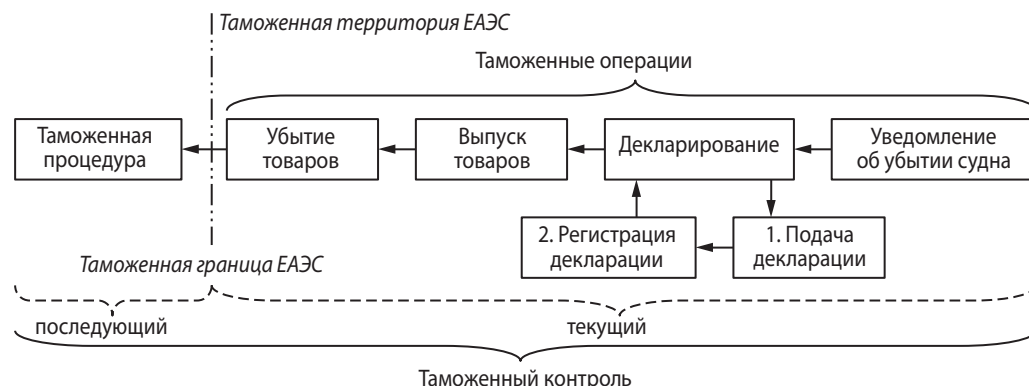 Таможенная территория ЕАЭС
Таможенные операции
Таможенная
процедура
Убытие
товаров
Выпуск
товаров
Декларирование
Уведомление
об убытии судна
2. Регистрация
декларации
1. Подача
декларации
Таможенная граница ЕАЭС
последующий
текущий
Таможенный контроль